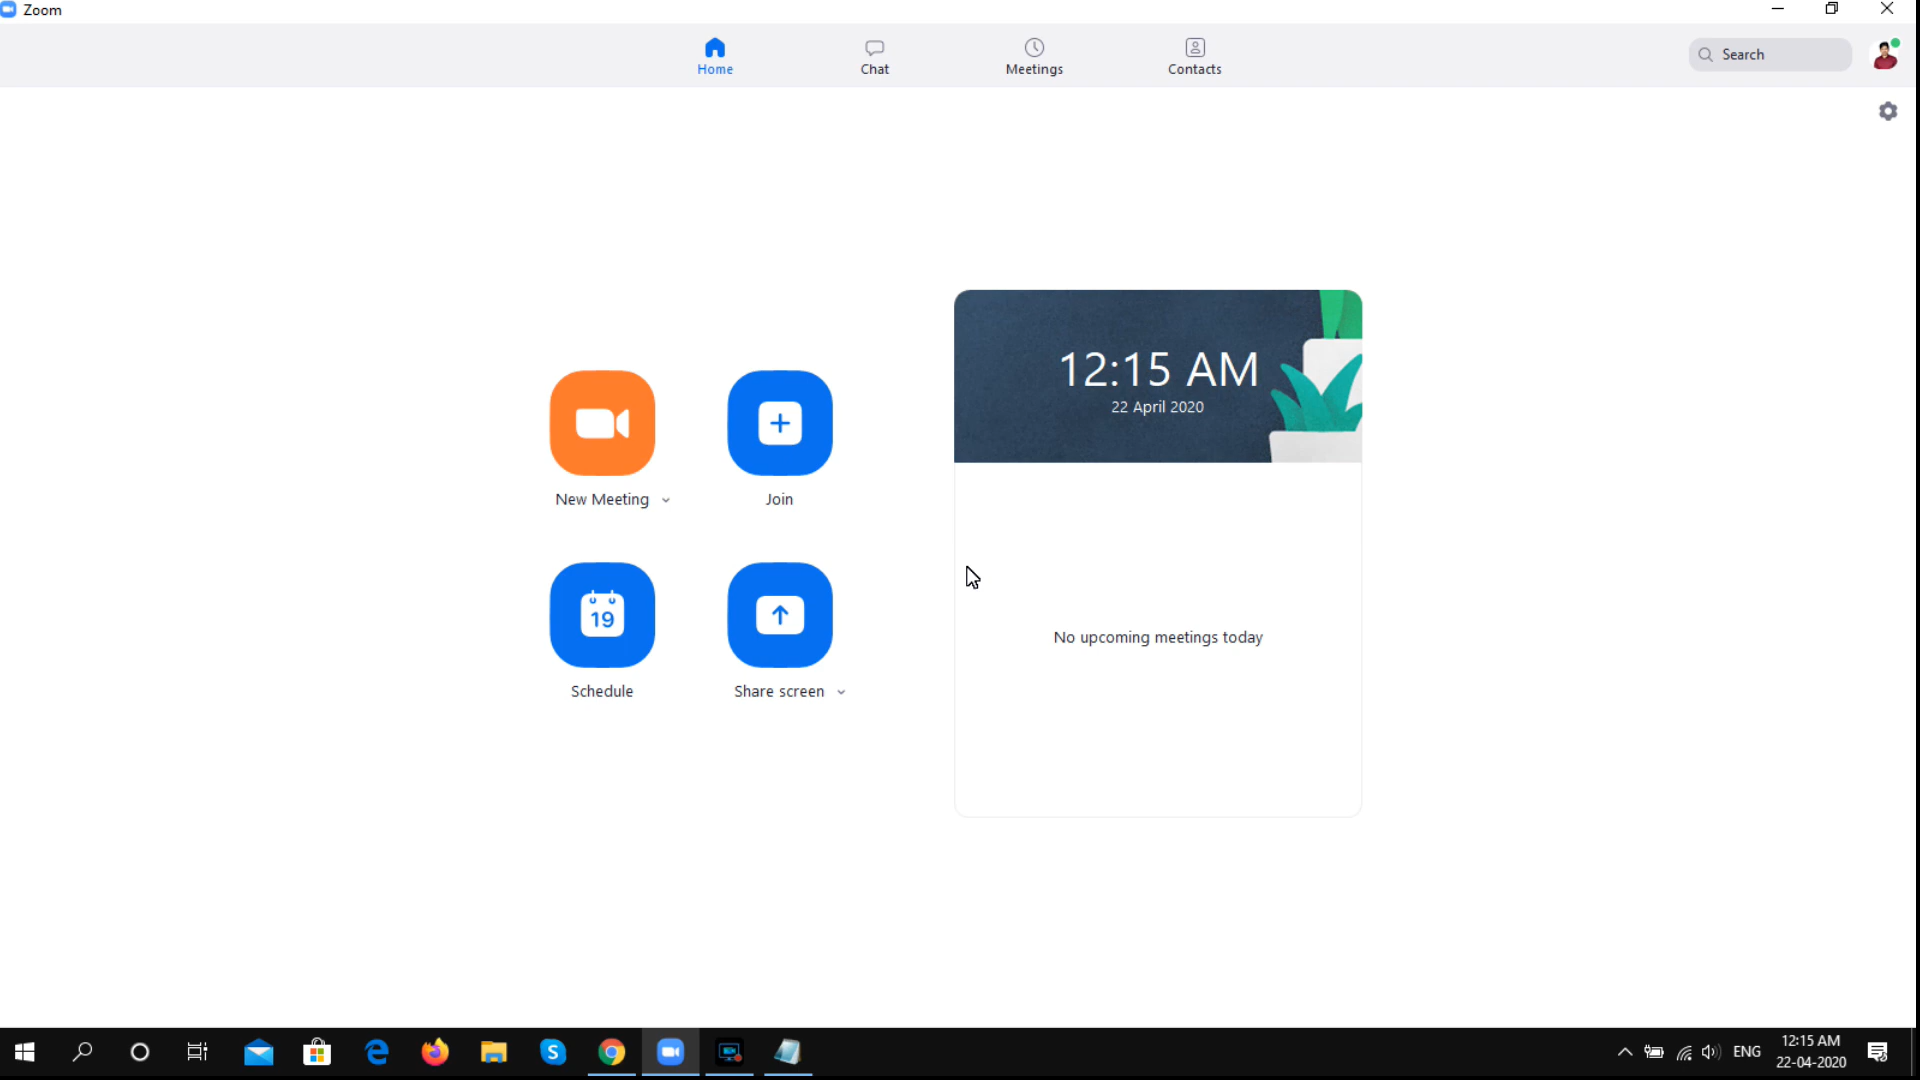 Zoom
Home
Chat
Meetings
Contacts
Search
12:15 AM
22 April 2020
New Meeting
Join
19
Schedule
Share screen
No upcoming meetings today
ENG
12:15 AM
22-04-2020